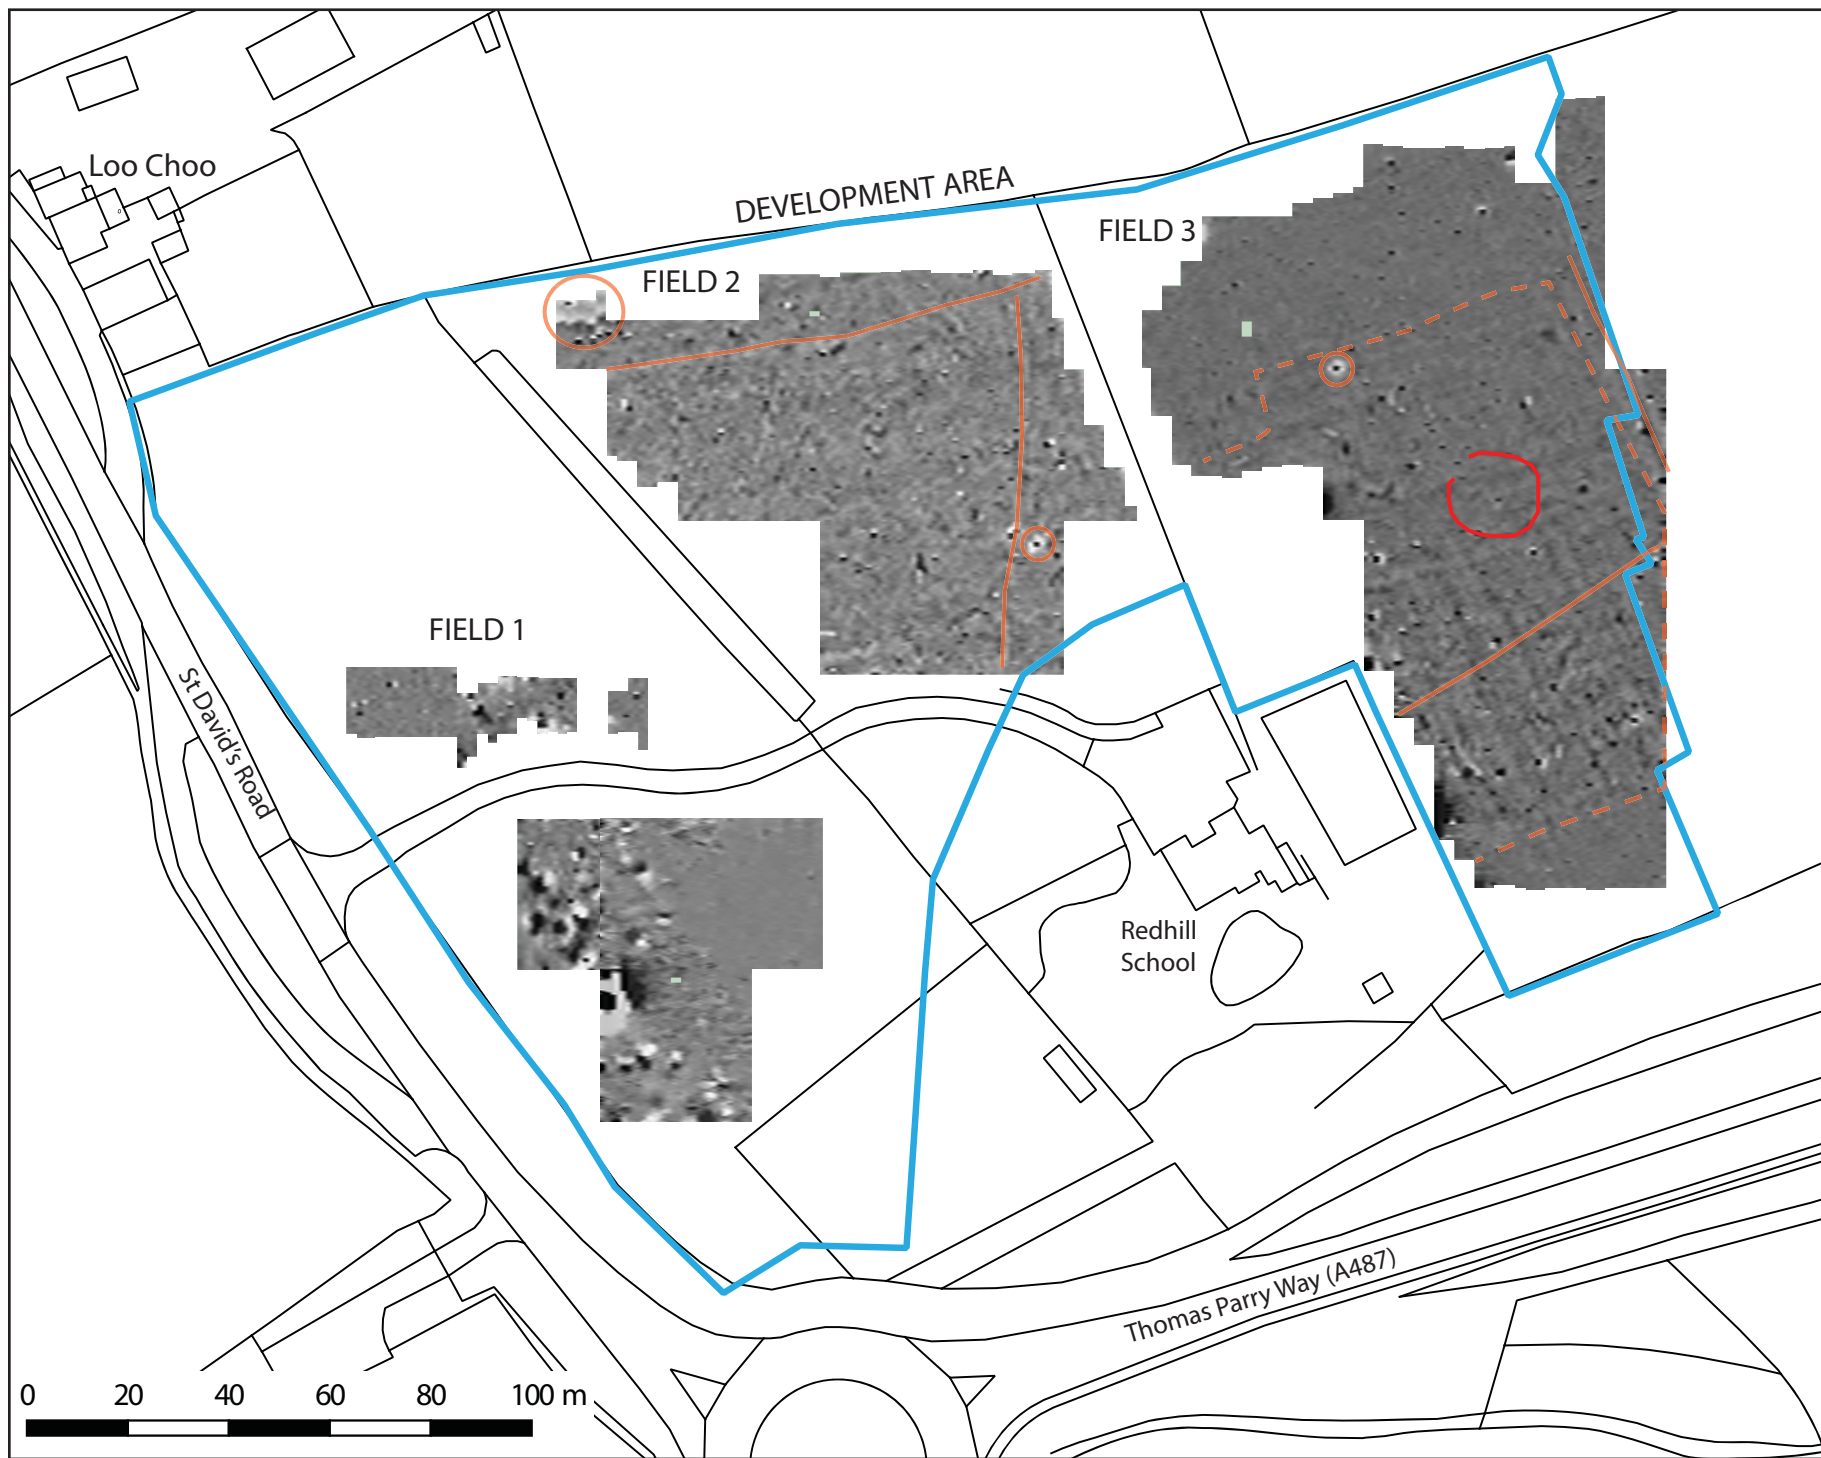 Loo Choo
DEVELOPMENT AREA
FIELD 3
FIELD 2
FIELD 1
St David's Road
Redhill
School
Thomas Parry Way (A487)
0 20 40 60 80 100 m